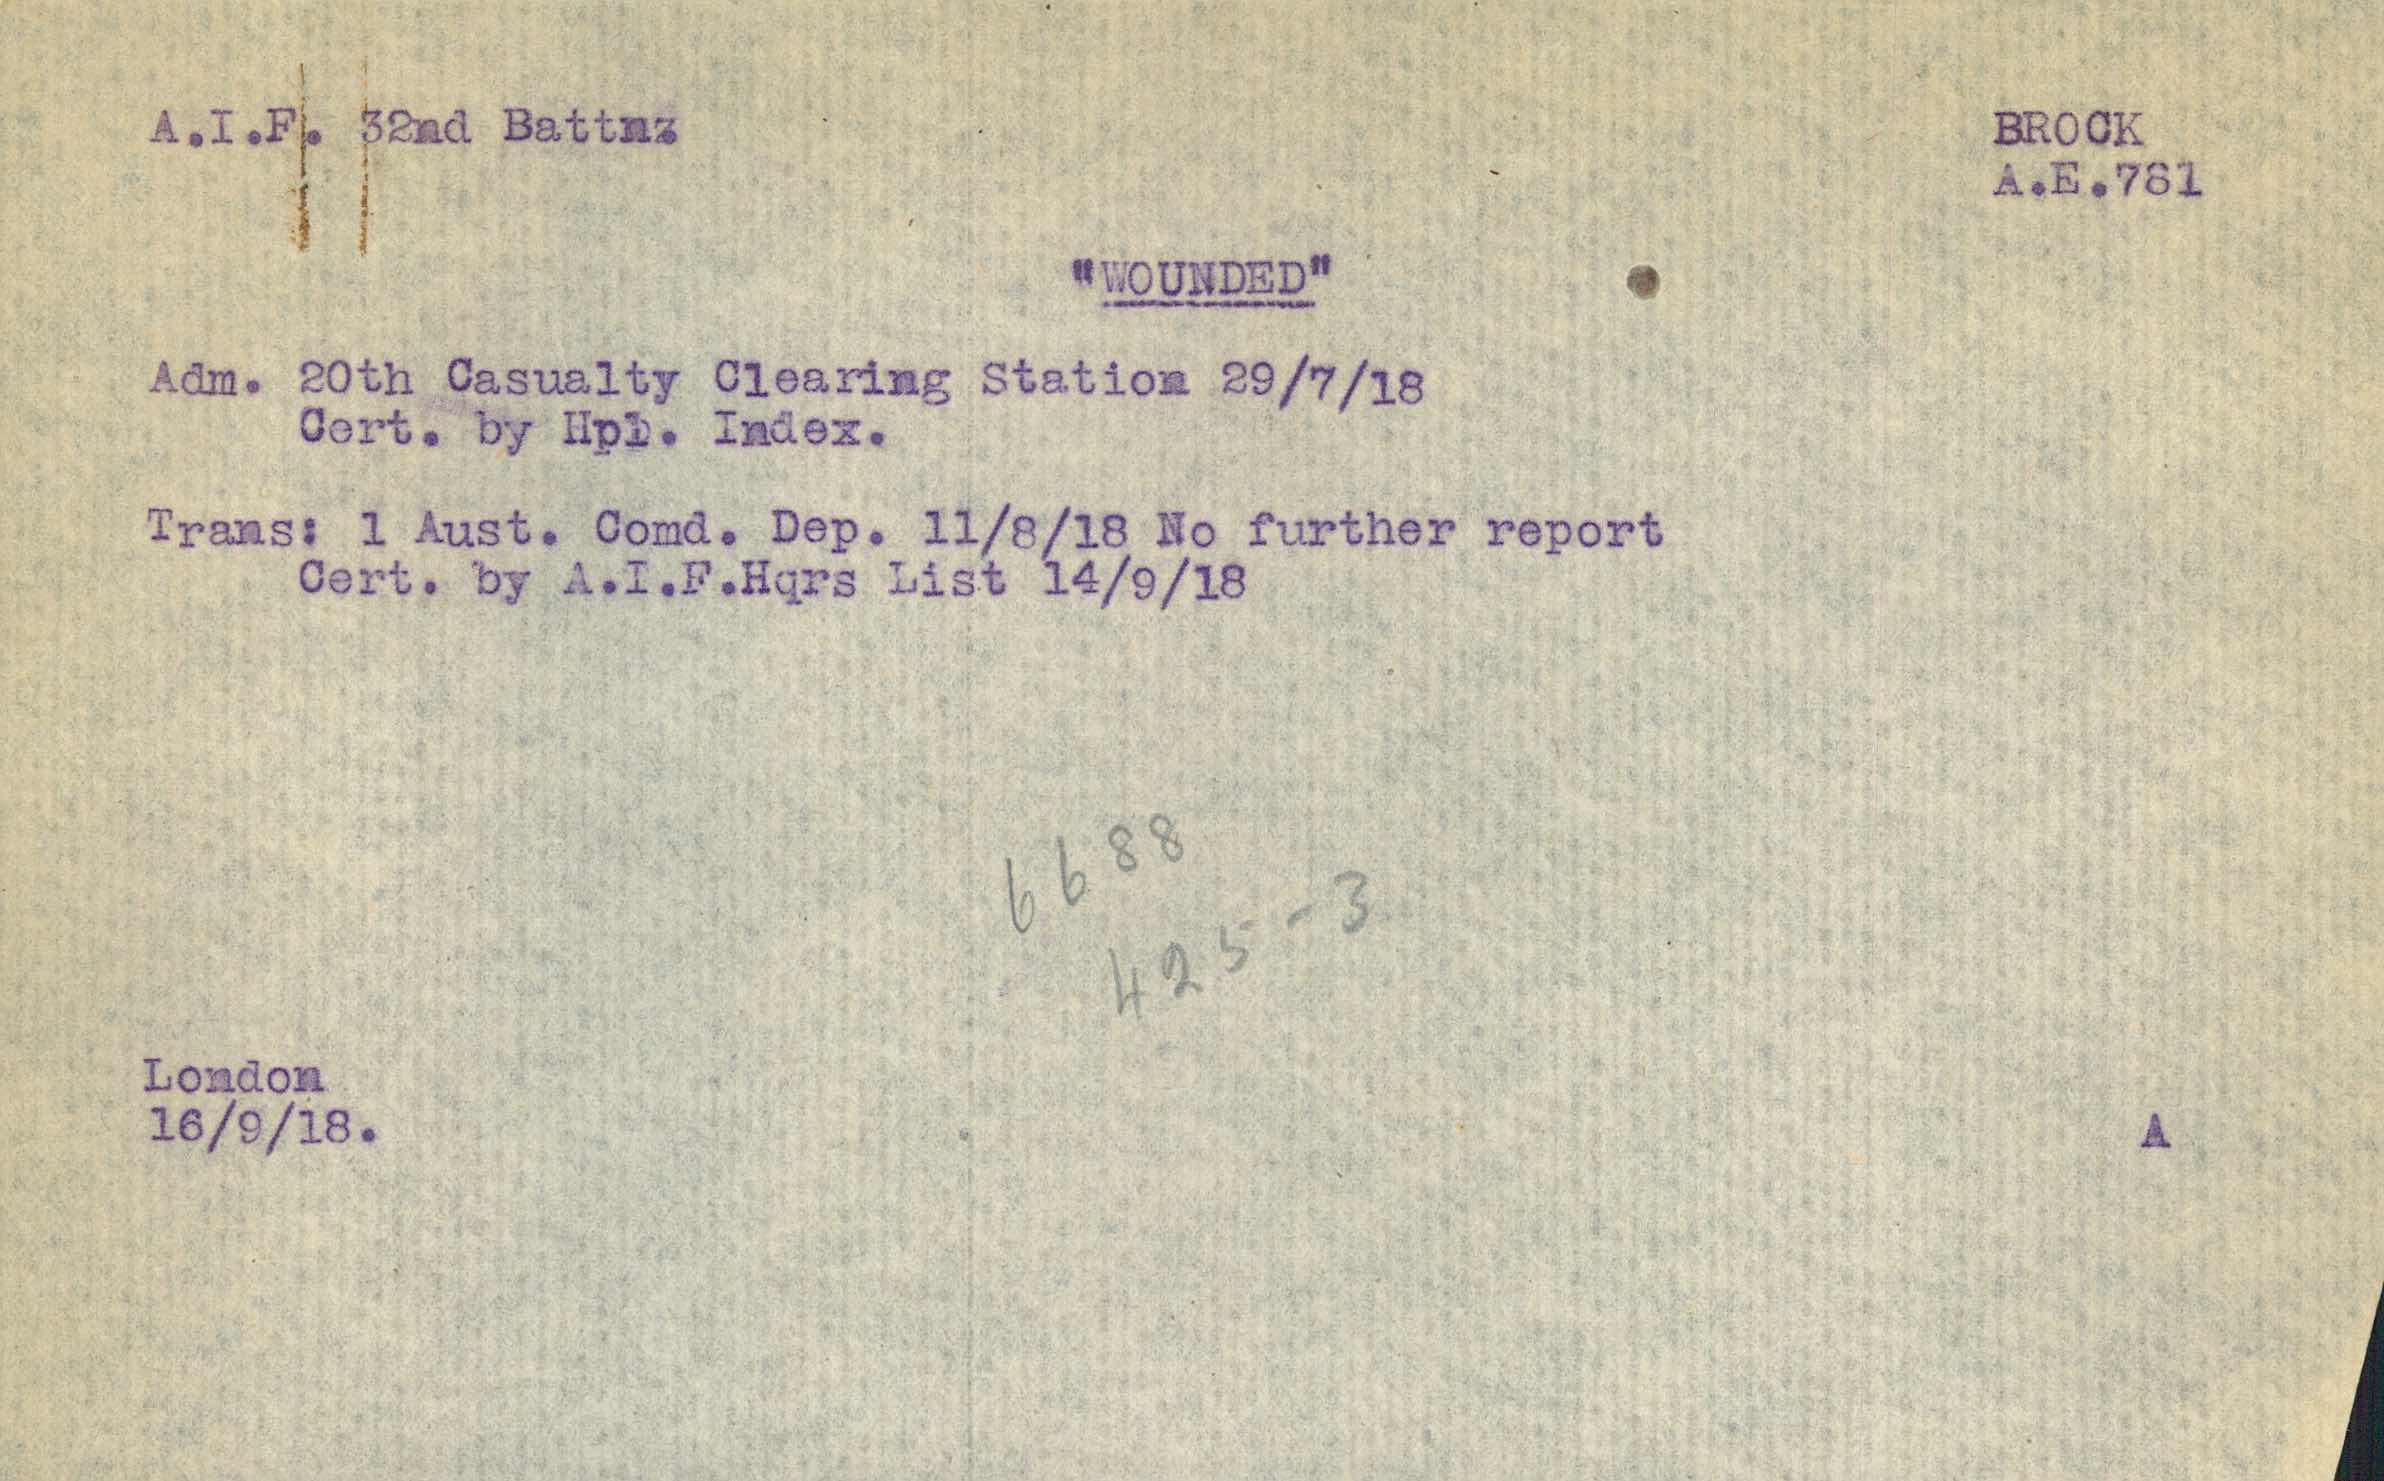 A.I.F. 32nd Battnz
BROCK
A.E.781
"WOUNDED"
Adm. 20th Casualty Clearing Station 29/7/18
Cert. by Hpl. Index.
Trans: 1 Aust. Comd. Dep. 11/8/18 No further report
Cert. by A.I.F.Hqrs List 14/9/18
6688
425-3
London
16/9/18.
A